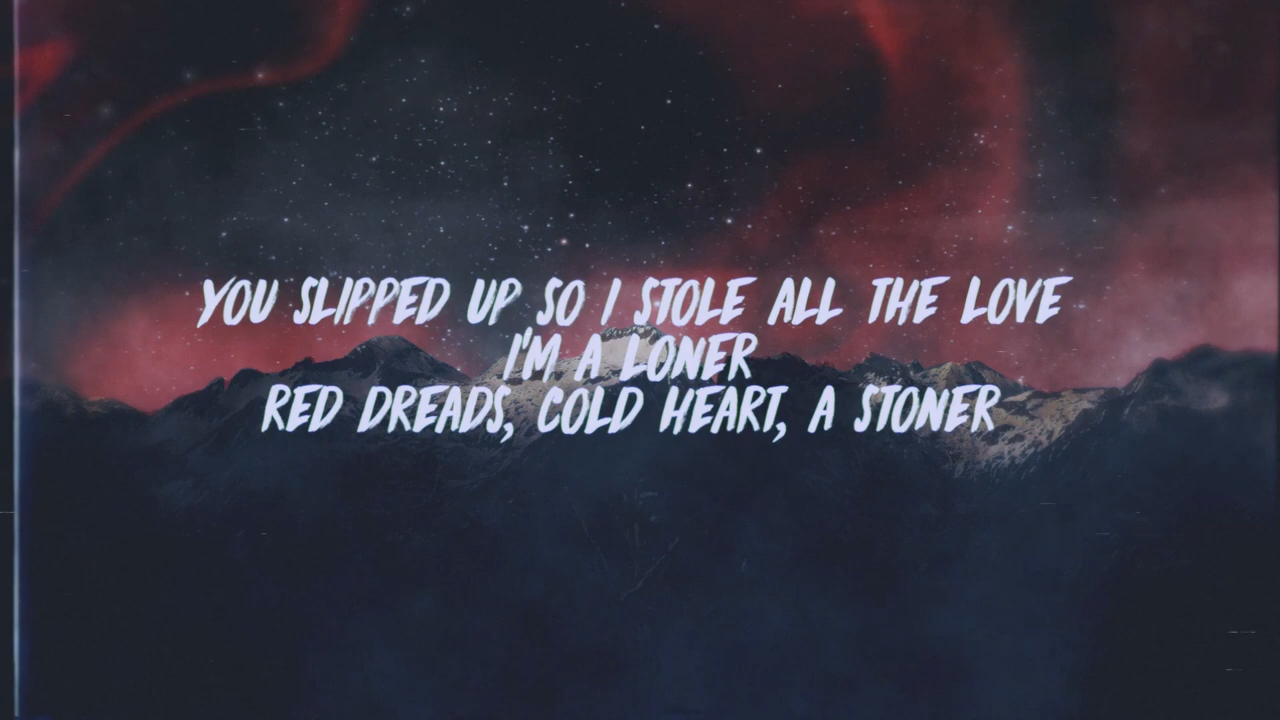 YOU SLIPPED UP SO I STOLE ALL THE LOVE
I'M A LONER
RED DREADS, COLD HEART, A STONER